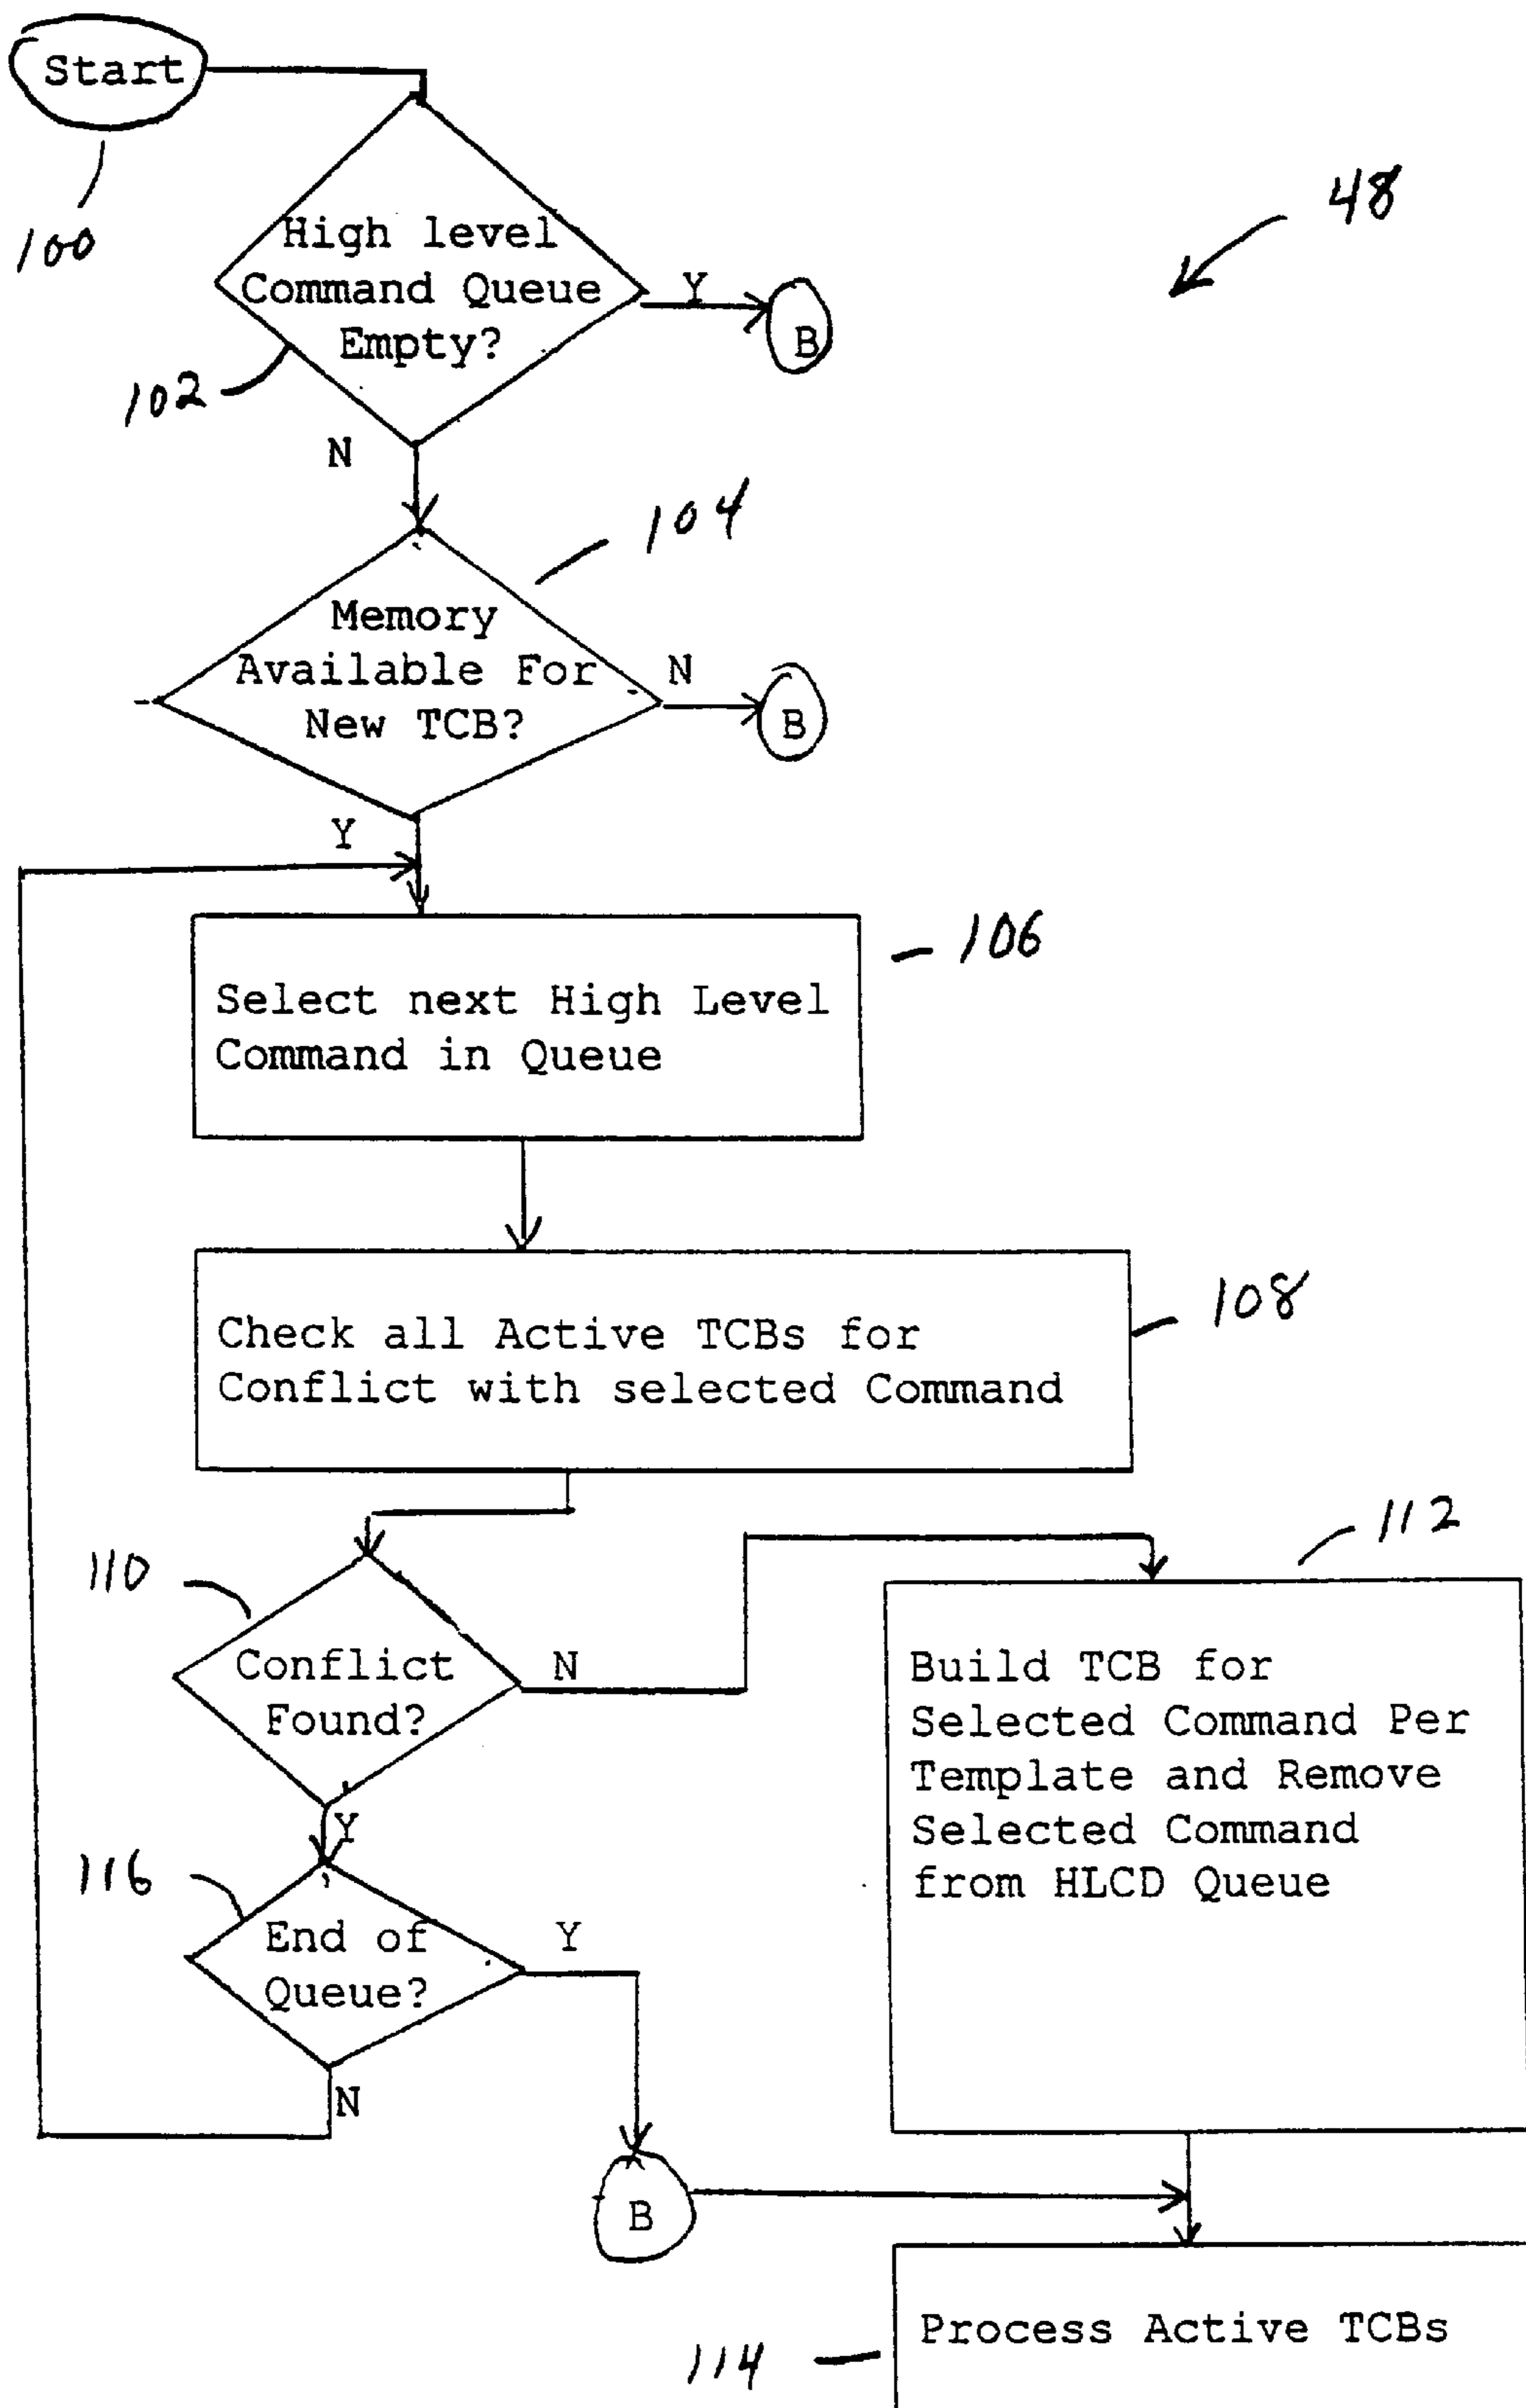 Start
100
48
High level
Command Queue
Empty?
Y
B
102
N
104
Memory
Available For
New TCB?
N
B
Y
106
Select next High Level
Command in Queue
108
Check all Active TCBs for
Conflict with selected Command
110
Conflict
Found?
N
112
Build TCB for
Selected Command Per
Template and Remove
Selected Command
from HLCD Queue
Y
116
End of
Queue?
Y
N
B
114
Process Active TCBs